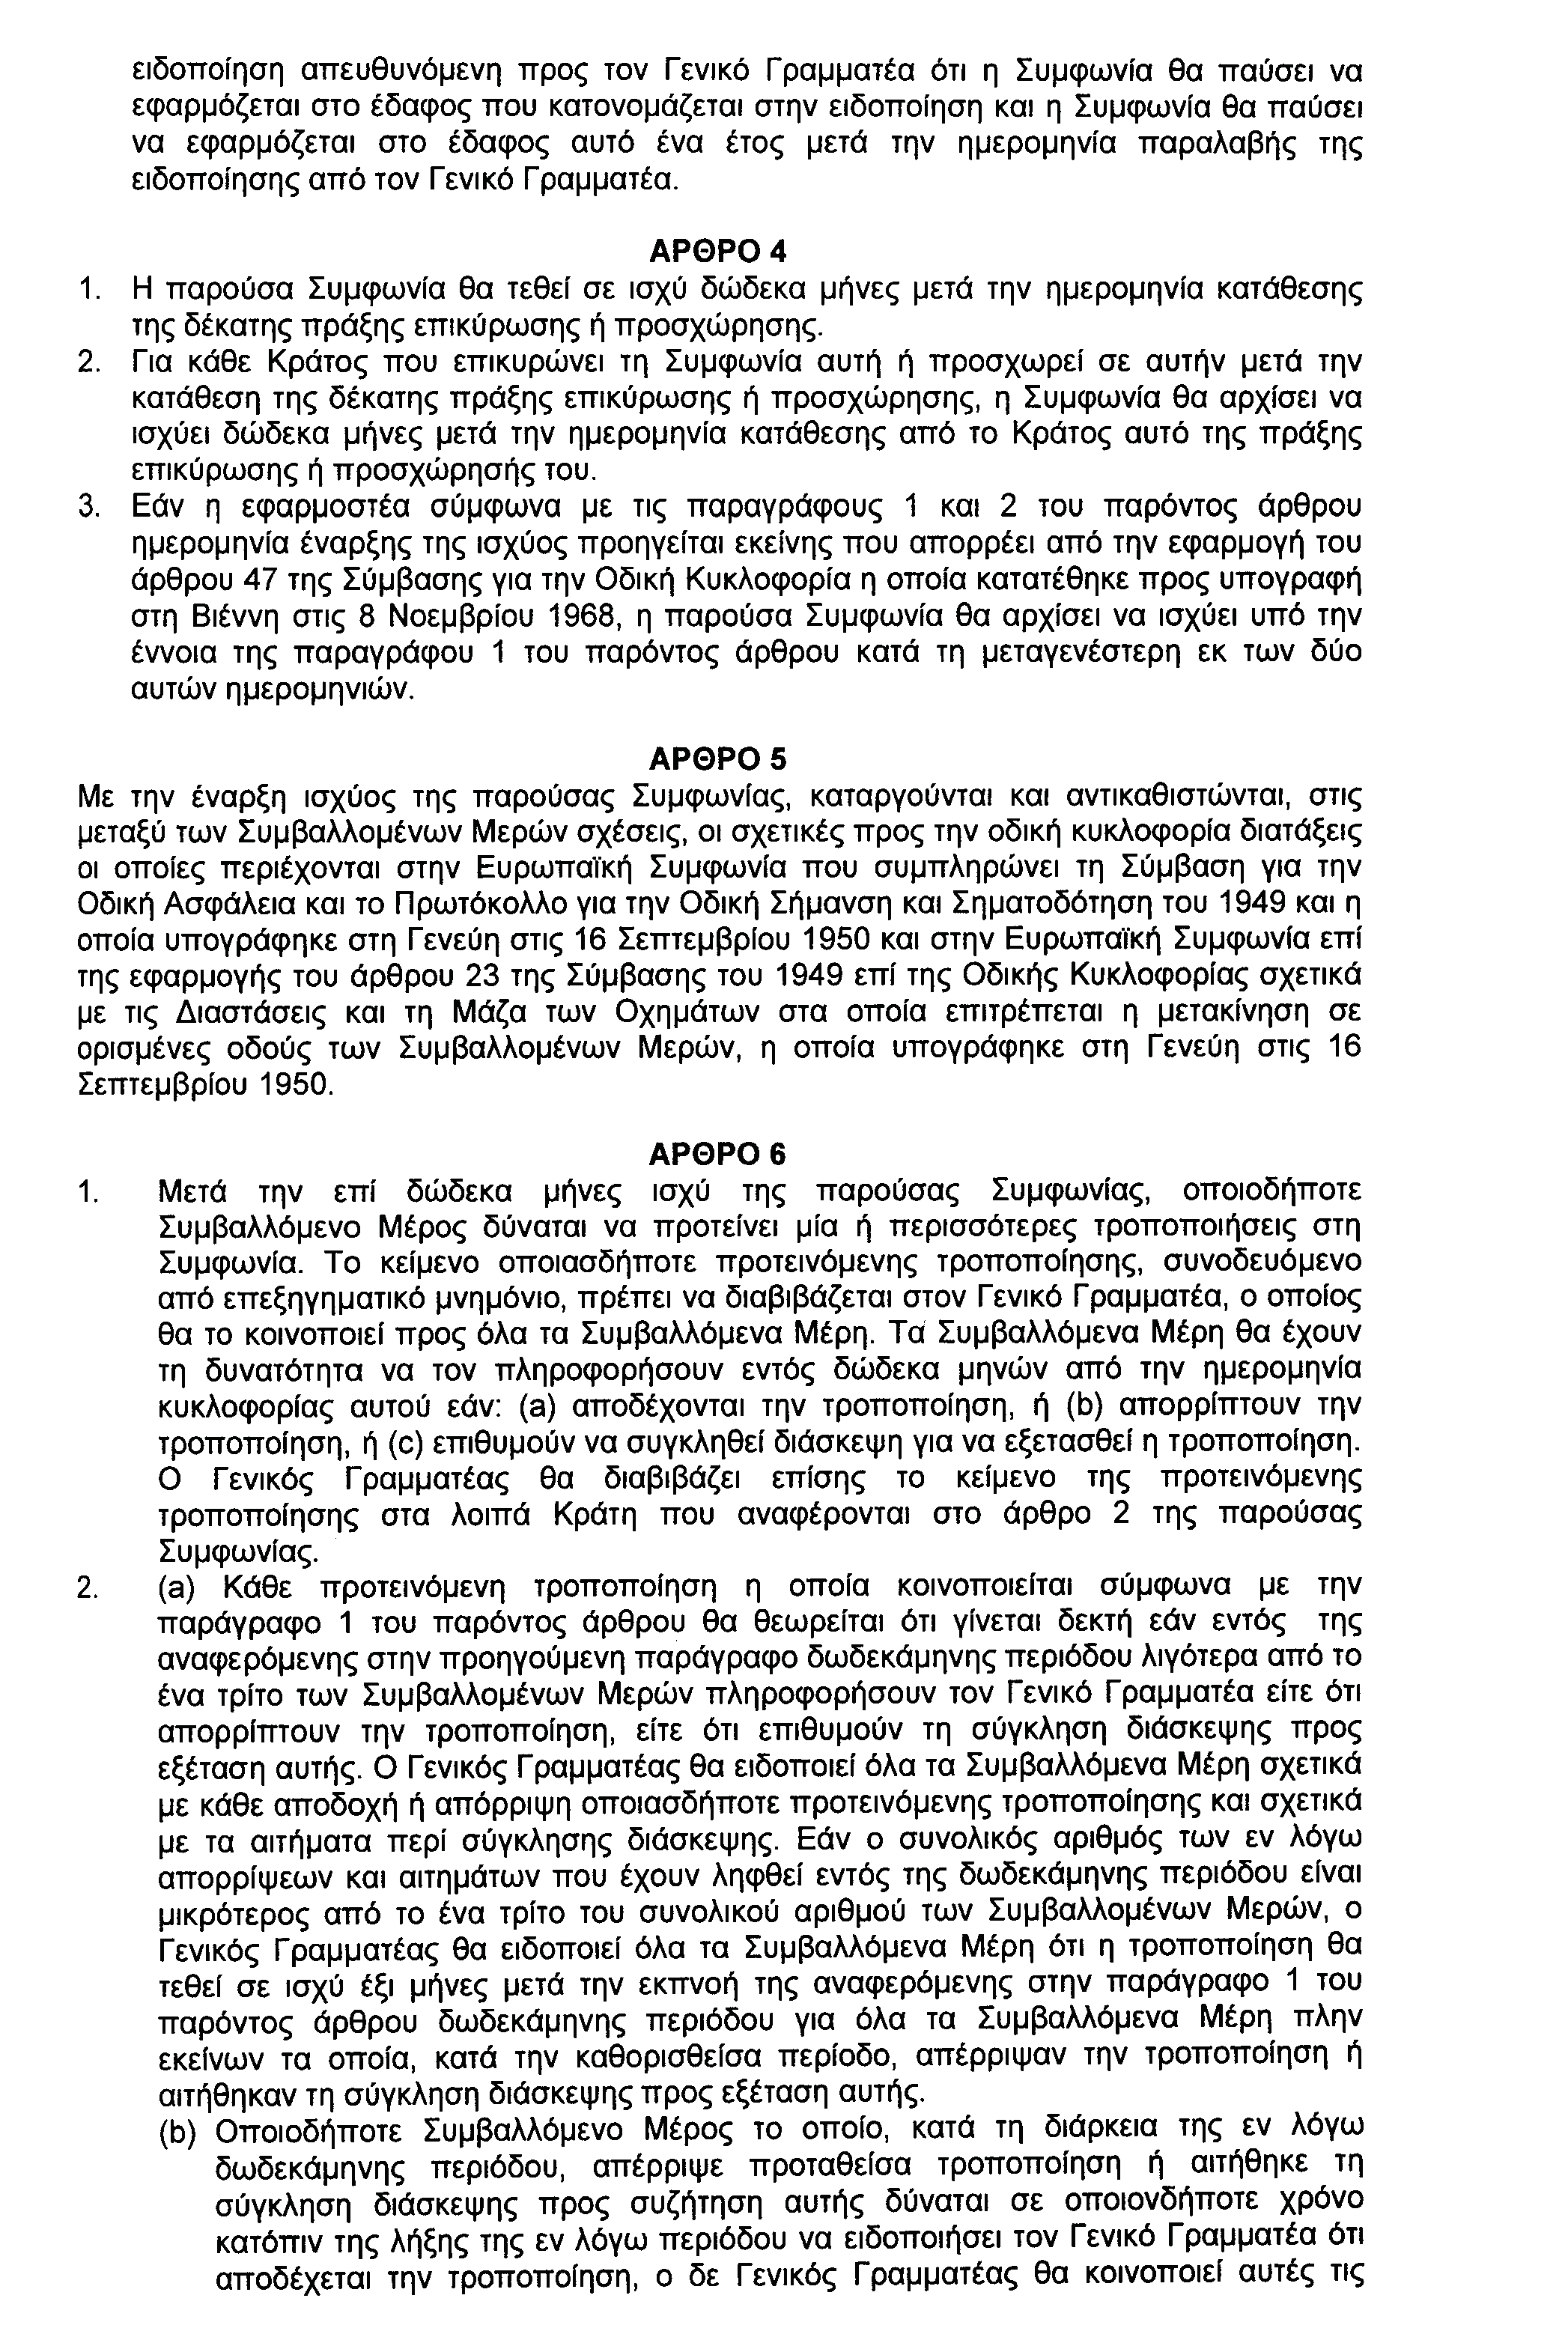 ειδοποίηση απευθυνόμενη προς τον Γενικό Γραμματέα ότι η Συμφωνία θα παύσει να
εφαρμόζεται στο έδαφος που κατονομάζεται στην ειδοποίηση και η Συμφωνία θα παύσει
να εφαρμόζεται στο έδαφος αυτό ένα έτος μετά την ημερομηνία παραλαβής της
ειδοποίησης από τον Γενικό Γραμματέα.
ΑΡΘΡΟ 4
1. Η παρούσα Συμφωνία θα τεθεί σε ισχύ δώδεκα μήνες μετά την ημερομηνία κατάθεσης
της δέκατης πράξης επικύρωσης ή προσχώρησης.
2. Για κάθε Κράτος που επικυρώνει τη Συμφωνία αυτή ή προσχωρεί σε αυτήν μετά την
κατάθεση της δέκατης πράξης επικύρωσης ή προσχώρησης, η Συμφωνία θα αρχίσει να
ισχύει δώδεκα μήνες μετά την ημερομηνία κατάθεσης από το Κράτος αυτό της πράξης
επικύρωσης ή προσχώρησής του.
3. Εάν η εφαρμοστέα σύμφωνα με τις παραγράφους 1 και 2 του παρόντος άρθρου
ημερομηνία έναρξης της ισχύος προηγείται εκείνης που απορρέει από την εφαρμογή του
άρθρου 47 της Σύμβασης για την Οδική Κυκλοφορία η οποία κατατέθηκε προς υπογραφή
στη Βιέννη στις 8 Νοεμβρίου 1968, η παρούσα Συμφωνία θα αρχίσει να ισχύει υπό την
έννοια της παραγράφου 1 του παρόντος άρθρου κατά τη μεταγενέστερη εκ των δύο
αυτών ημερομηνιών.
ΑΡΘΡΟ 5
Με την έναρξη ισχύος της παρούσας Συμφωνίας, καταργούνται και αντικαθιστώνται, στις
μεταξύ των Συμβαλλομένων Μερών σχέσεις, οι σχετικές προς την οδική κυκλοφορία διατάξεις
οι οποίες περιέχονται στην Ευρωπαϊκή Συμφωνία που συμπληρώνει τη Σύμβαση για την
Οδική Ασφάλεια και το Πρωτόκολλο για την Οδική Σήμανση και Σηματοδότηση του 1949 και η
οποία υπογράφηκε στη Γενεύη στις 16 Σεπτεμβρίου 1950 και στην Ευρωπαϊκή Συμφωνία επί
της εφαρμογής του άρθρου 23 της Σύμβασης του 1949 επί της Οδικής Κυκλοφορίας σχετικά
με τις Διαστάσεις και τη Μάζα των Οχημάτων στα οποία επιτρέπεται η μετακίνηση σε
ορισμένες οδούς των Συμβαλλομένων Μερών, η οποία υπογράφηκε στη Γενεύη στις 16
Σεπτεμβρίου 1950.
ΑΡΘΡΟ 6
1. Μετά την επί δώδεκα μήνες ισχύ της παρούσας Συμφωνίας, οποιοδήποτε
Συμβαλλόμενο Μέρος δύναται να προτείνει μία ή περισσότερες τροποποιήσεις στη
Συμφωνία. Το κείμενο οποιασδήποτε προτεινόμενης τροποποίησης, συνοδευόμενο
από επεξηγηματικό μνημόνιο, πρέπει να διαβιβάζεται στον Γενικό Γραμματέα, ο οποίος
θα το κοινοποιεί προς όλα τα Συμβαλλόμενα Μέρη. Τα Συμβαλλόμενα Μέρη θα έχουν
τη δυνατότητα να τον πληροφορήσουν εντός δώδεκα μηνών από την ημερομηνία
κυκλοφορίας αυτού εάν: (a) αποδέχονται την τροποποίηση, ή (b) απορρίπτουν την
τροποποίηση, ή (c) επιθυμούν να συγκληθεί διάσκεψη για να εξετασθεί η τροποποίηση.
Ο Γενικός Γραμματέας θα διαβιβάζει επίσης το κείμενο της προτεινόμενης
τροποποίησης στα λοιπά Κράτη που αναφέρονται στο άρθρο 2 της παρούσας
Συμφωνίας.
2. (a) Κάθε προτεινόμενη τροποποίηση η οποία κοινοποιείται σύμφωνα με την
παράγραφο 1 του παρόντος άρθρου θα θεωρείται ότι γίνεται δεκτή εάν εντός της
αναφερόμενης στην προηγούμενη παράγραφο δωδεκάμηνης περιόδου λιγότερα από το
ένα τρίτο των Συμβαλλομένων Μερών πληροφορήσουν τον Γενικό Γραμματέα είτε ότι
απορρίπτουν την τροποποίηση, είτε ότι επιθυμούν τη σύγκληση διάσκεψης προς
εξέταση αυτής. Ο Γενικός Γραμματέας θα ειδοποιεί όλα τα Συμβαλλόμενα Μέρη σχετικά
με κάθε αποδοχή ή απόρριψη οποιασδήποτε προτεινόμενης τροποποίησης και σχετικά
με τα αιτήματα περί σύγκλησης διάσκεψης. Εάν ο συνολικός αριθμός των εν λόγω
απορρίψεων και αιτημάτων που έχουν ληφθεί εντός της δωδεκάμηνης περιόδου είναι
μικρότερος από το ένα τρίτο του συνολικού αριθμού των Συμβαλλομένων Μερών, ο
Γενικός Γραμματέας θα ειδοποιεί όλα τα Συμβαλλόμενα Μέρη ότι η τροποποίηση θα
τεθεί σε ισχύ έξι μήνες μετά την εκπνοή της αναφερόμενης στην παράγραφο 1 του
παρόντος άρθρου δωδεκάμηνης περιόδου για όλα τα Συμβαλλόμενα Μέρη πλην
εκείνων τα οποία, κατά την καθορισθείσα περίοδο, απέρριψαν την τροποποίηση ή
αιτήθηκαν τη σύγκληση διάσκεψης προς εξέταση αυτής.
(b) Οποιοδήποτε Συμβαλλόμενο Μέρος το οποίο, κατά τη διάρκεια της εν λόγω
δωδεκάμηνης περιόδου, απέρριψε προταθείσα τροποποίηση ή αιτήθηκε τη
σύγκληση διάσκεψης προς συζήτηση αυτής δύναται σε οποιονδήποτε χρόνο
κατόπιν της λήξης της εν λόγω περιόδου να ειδοποιήσει τον Γενικό Γραμματέα ότι
αποδέχεται την τροποποίηση, ο δε Γενικός Γραμματέας θα κοινοποιεί αυτές τις